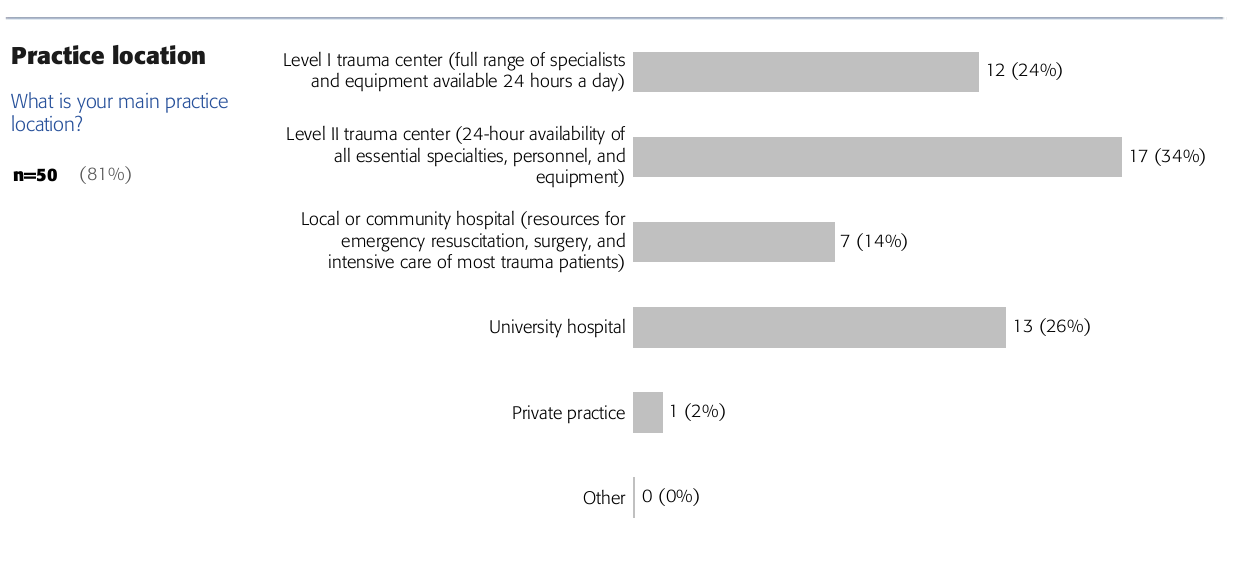 Practice location
What is your main practice
location?
n=50 (81%)
Level I trauma center (full range of specialists
and equipment available 24 hours a day)
12 (24%)
Level II trauma center (24-hour availability of
all essential specialties, personnel, and
equipment)
17 (34%)
Local or community hospital (resources for
emergency resuscitation, surgery, and
intensive care of most trauma patients)
7 (14%)
University hospital
13 (26%)
Private practice
1 (2%)
Other
0 (0%)